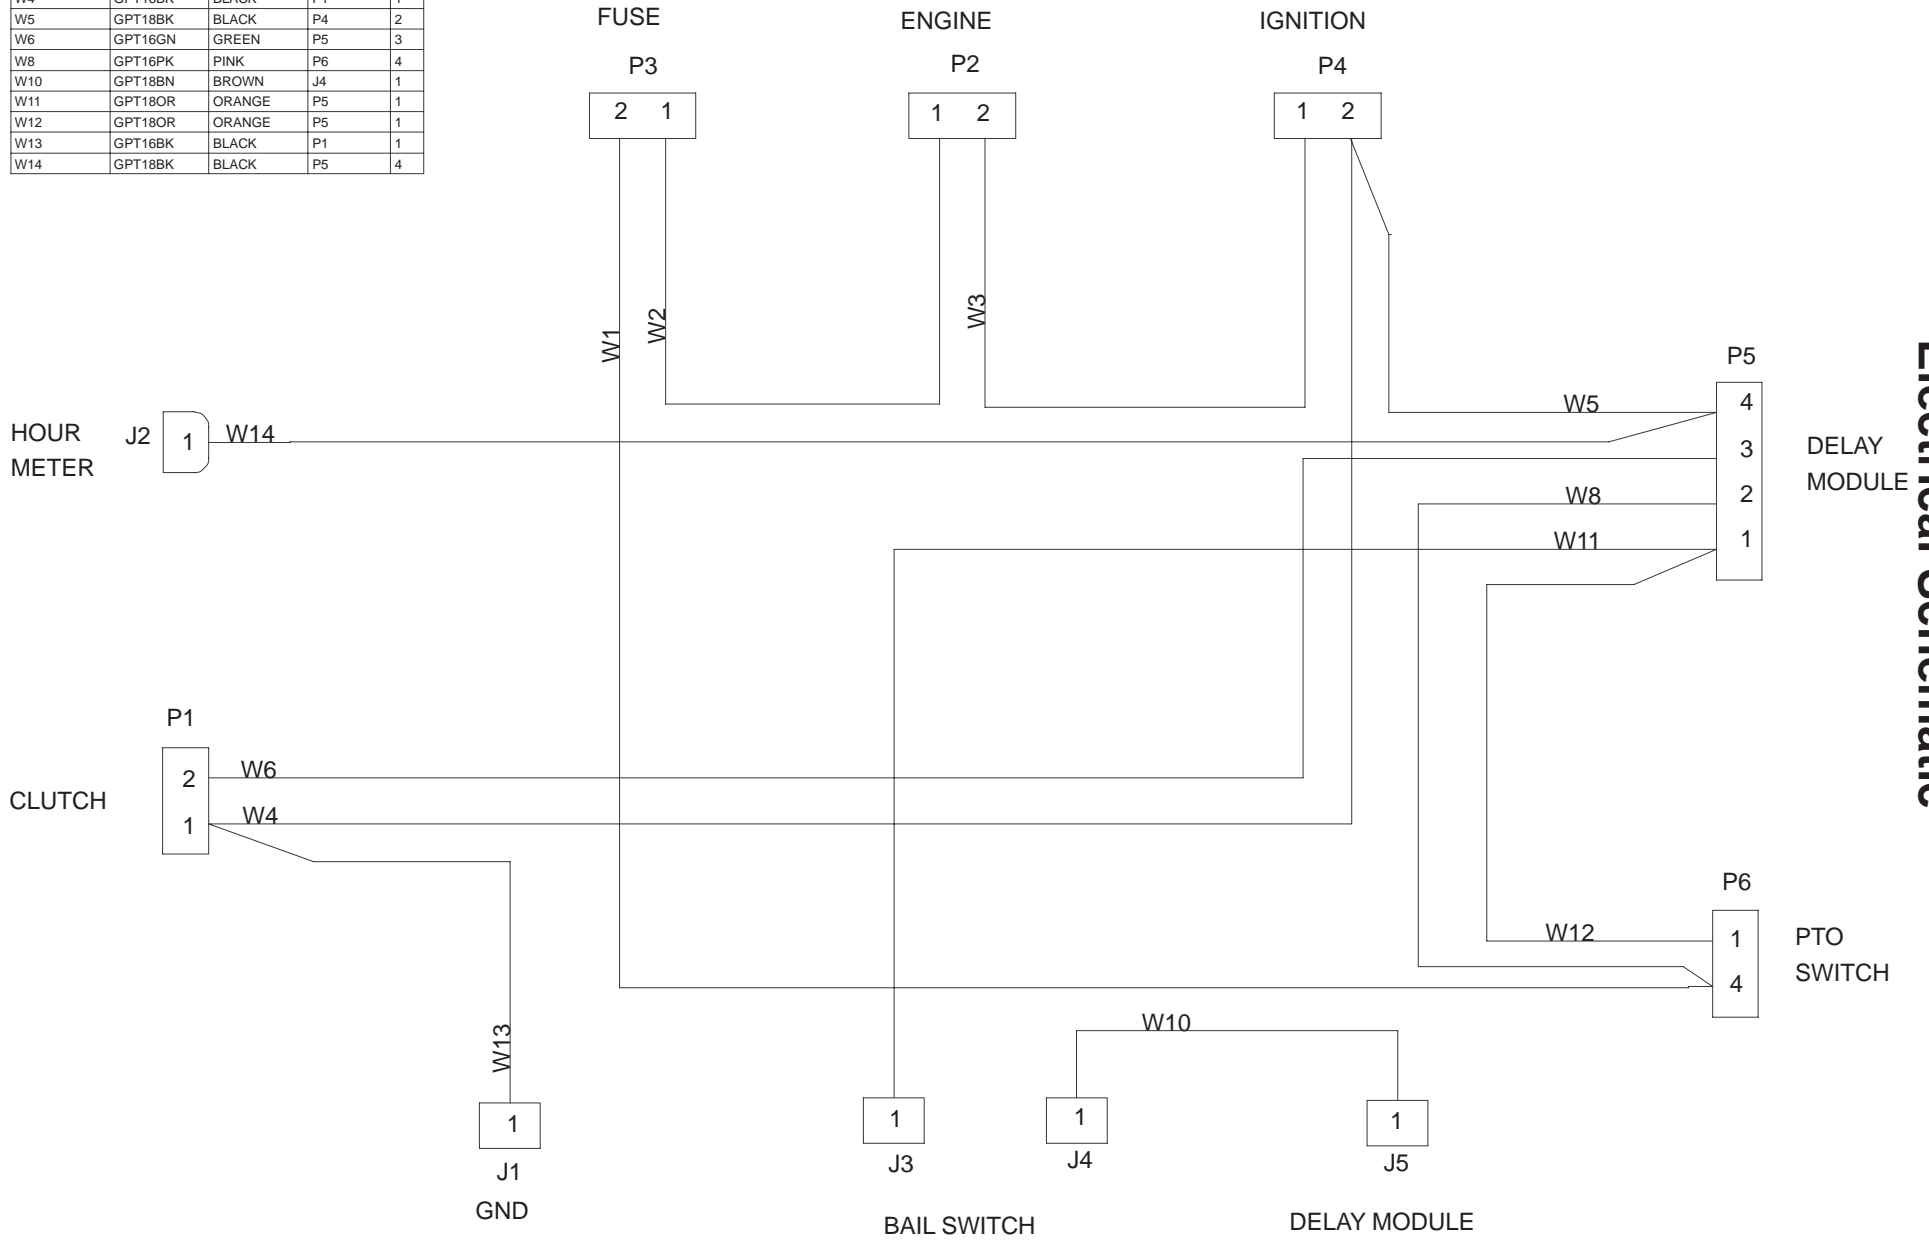 W5 GPT18BK BLACK P4 2
W6 GPT16GN GREEN P5 3
W8 GPT16PK PINK P6 4
W10 GPT18BN BROWN J4 1
W11 GPT18OR ORANGE P5 1
W12 GPT18OR ORANGE P5 1
W13 GPT16BK BLACK P1 1
W14 GPT18BK BLACK P5 4
FUSE
P3
2 1
ENGINE
P2
1 2
IGNITION
P4
1 2
W1
W2
W3
HOUR
METER
J2
1
W14
P5
W5
4
3
2
1
DELAY
MODULE
W8
W11
Electrical Schematic
P1
CLUTCH
2
1
W6
W4
P6
W12
1
4
PTO
SWITCH
W13
W10
1
J1
GND
1
J3
1
J4
BAIL SWITCH
1
J5
DELAY MODULE